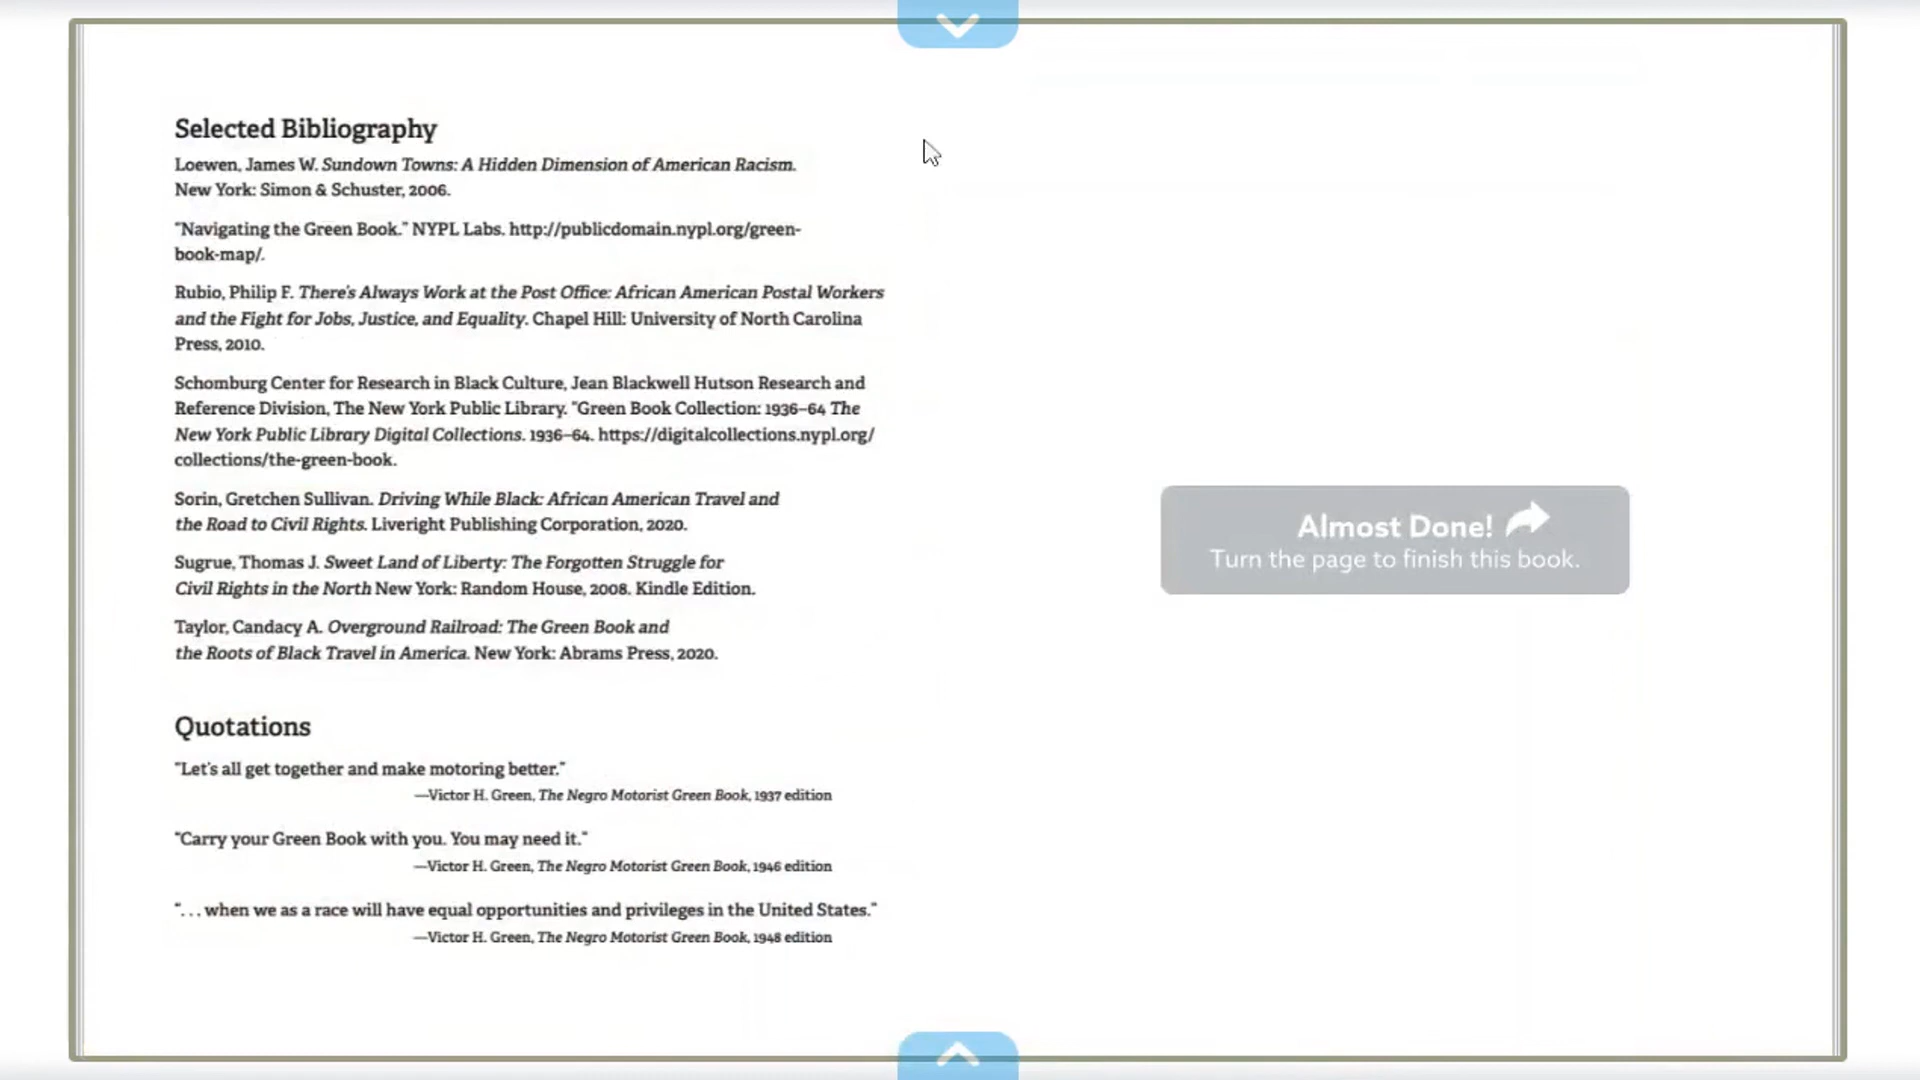 Selected Bibliography
Loewen, James W. Sundown Towns: A Hidden Dimension of American Racism.
New York: Simon & Schuster, 2006.
"Navigating the Green Book." NYPL Labs. http://publicdomain.nypl.org/green-
book-map/.
Rubio, Philip F. There's Always Work at the Post Office: African American Postal Workers
and the Fight for Jobs, Justice, and Equality. Chapel Hill: University of North Carolina
Press, 2010.
Schomburg Center for Research in Black Culture, Jean Blackwell Hutson Research and
Reference Division, The New York Public Library. "Green Book Collection: 1936–64 The
New York Public Library Digital Collections. 1936–64. https://digitalcollections.nypl.org/
collections/the-green-book.
Sorin, Gretchen Sullivan. Driving While Black: African American Travel and
the Road to Civil Rights. Liveright Publishing Corporation, 2020.
Sugrue, Thomas J. Sweet Land of Liberty: The Forgotten Struggle for
Civil Rights in the North New York: Random House, 2008. Kindle Edition.
Taylor, Candacy A. Overground Railroad: The Green Book and
the Roots of Black Travel in America. New York: Abrams Press, 2020.
Quotations
"Let's all get together and make motoring better."
—Victor H. Green, The Negro Motorist Green Book, 1937 edition
"Carry your Green Book with you. You may need it."
—Victor H. Green, The Negro Motorist Green Book, 1946 edition
". . . when we as a race will have equal opportunities and privileges in the United States."
—Victor H. Green, The Negro Motorist Green Book, 1948 edition
Almost Done!
Turn the page to finish this book.